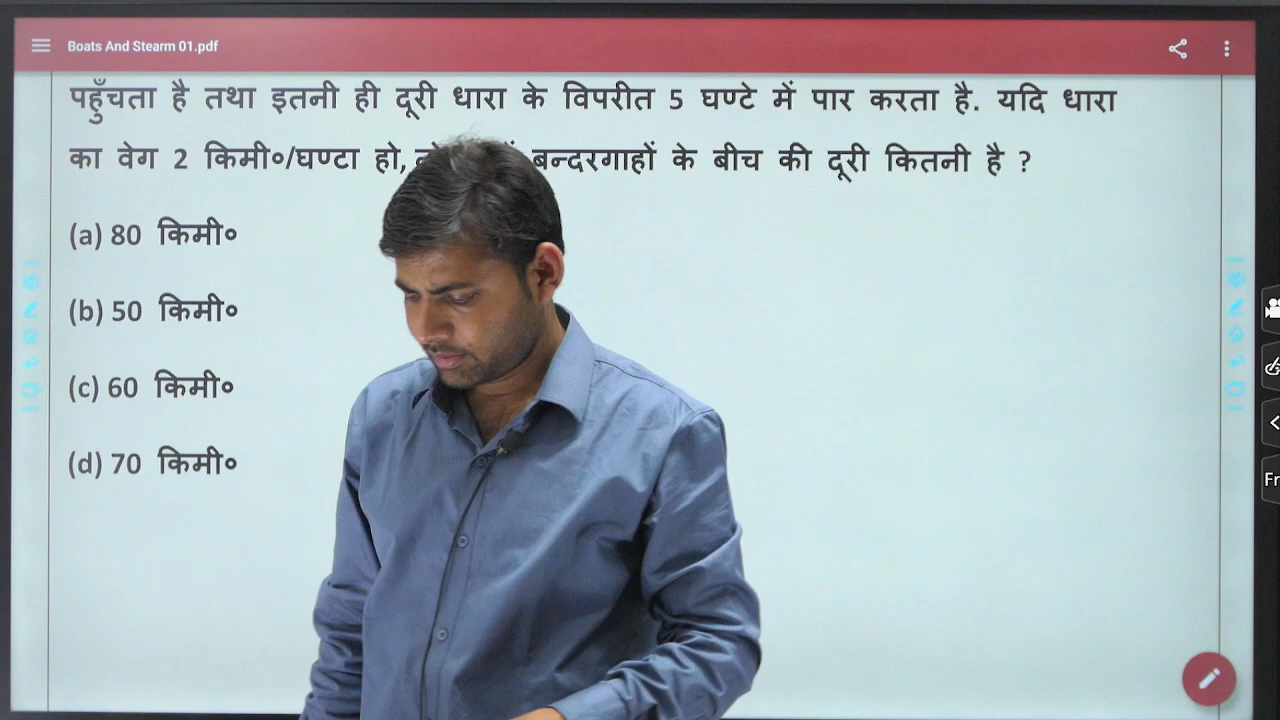 Boats And Stearm 01.pdf
पहुँचता है तथा इतनी ही दूरी धारा के विपरीत 5 घण्टे में पार करता है. यदि धारा
का वेग 2 किमी०/घण्टा हो, बन्दरगाहों के बीच की दूरी कितनी है ?
(a) 80 किमी०
(b) 50 किमी०
(c) 60 किमी०
(d) 70 किमी०